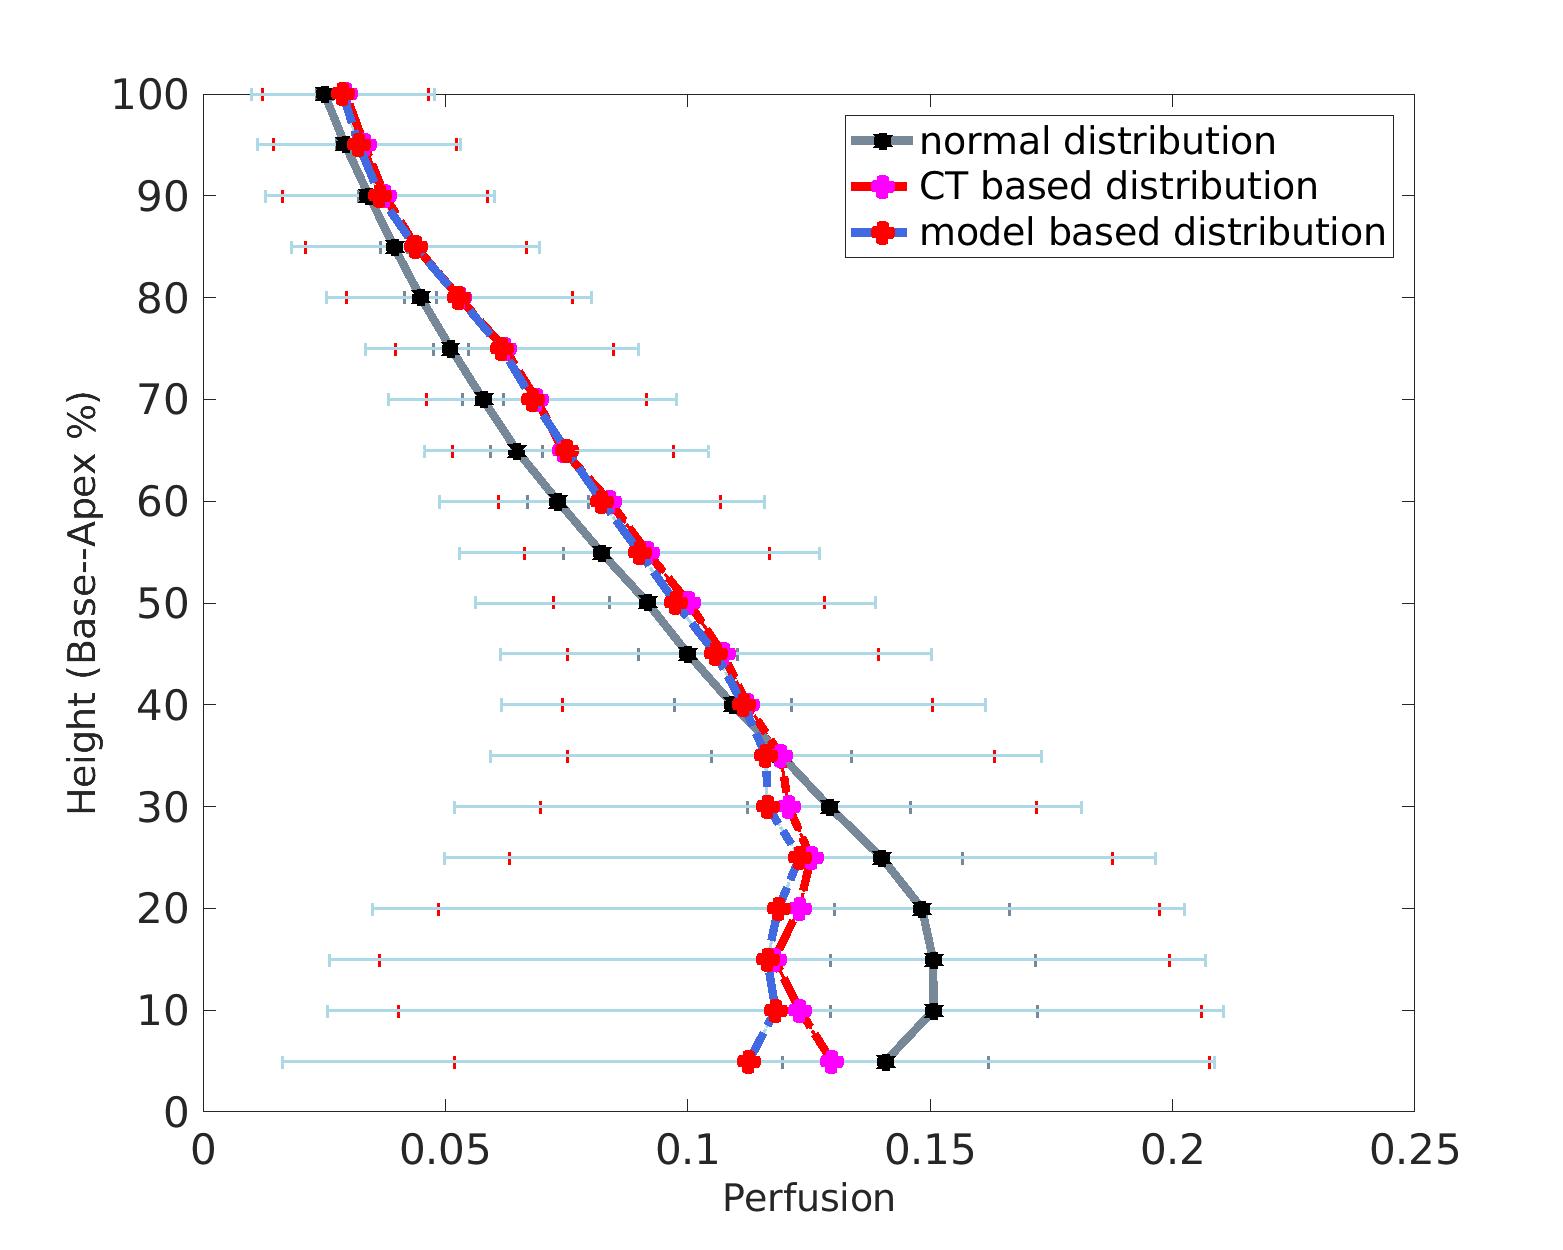 normal distribution
CT based distribution
model based distribution
Height (Base--Apex %)
100
90
80
70
60
50
40
30
20
10
0
0 0.05 0.1 0.15 0.2 0.25
Perfusion